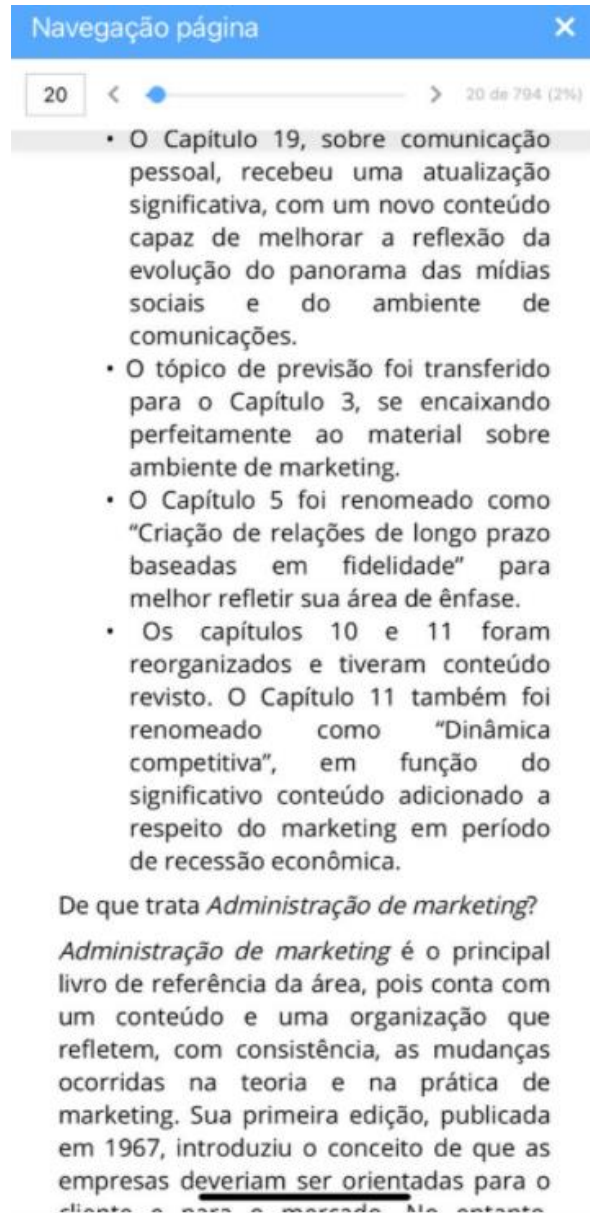 Navegação página ×
20 < > 20 de 794 (2%)
• O Capítulo 19, sobre comunicação
pessoal, recebeu uma atualização
significativa, com um novo conteúdo
capaz de melhorar a reflexão da
evolução do panorama das mídias
sociais e do ambiente de
comunicações.
• O tópico de previsão foi transferido
para o Capítulo 3, se encaixando
perfeitamente ao material sobre
ambiente de marketing.
• O Capítulo 5 foi renomeado como
“Criação de relações de longo prazo
baseadas em fidelidade” para
melhor refletir sua área de ênfase.
• Os capítulos 10 e 11 foram
reorganizados e tiveram conteúdo
revisto. O Capítulo 11 também foi
renomeado como “Dinâmica
competitiva”, em função do
significativo conteúdo adicionado a
respeito do marketing em período
de recessão econômica.
De que trata Administração de marketing?
Administração de marketing é o principal
livro de referência da área, pois conta com
um conteúdo e uma organização que
refletem, com consistência, as mudanças
ocorridas na teoria e na prática de
marketing. Sua primeira edição, publicada
em 1967, introduziu o conceito de que as
empresas deveriam ser orientadas para o
cliente e para o mercado. No entanto,